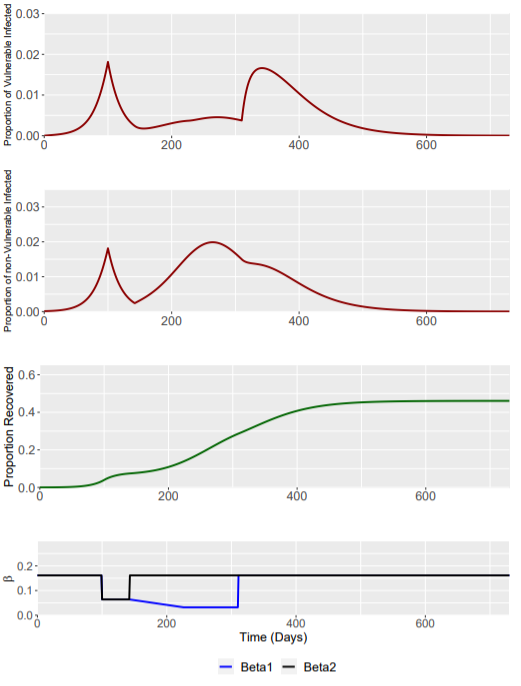 Proportion of Vulnerable Infected
0.03
0.02
0.01
0.00
0 200 400 600
Proportion of non-Vulnerable Infected
0.03
0.02
0.01
0.00
0 200 400 600
Proportion Recovered
0.6
0.4
0.2
0.0
0 200 400 600
β
0.2
0.1
0.0
0 200 400 600
Time (Days)
Beta1 Beta2